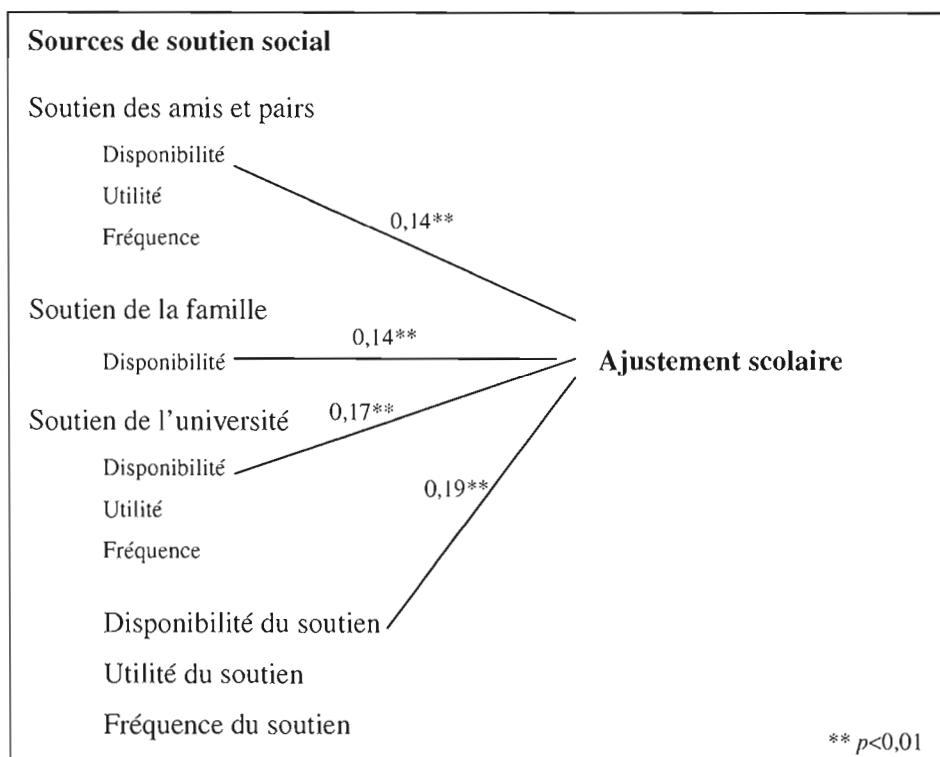 Sources de soutien social
Soutien des amis et pairs
Disponibilité
Utilité
Fréquence
0,14**
Soutien de la famille
Disponibilité
0,14**
Ajustement scolaire
Soutien de l'université
0,17**
Disponibilité
Utilité
Fréquence
0,19**
Disponibilité du soutien
Utilité du soutien
Fréquence du soutien
** p<0,01